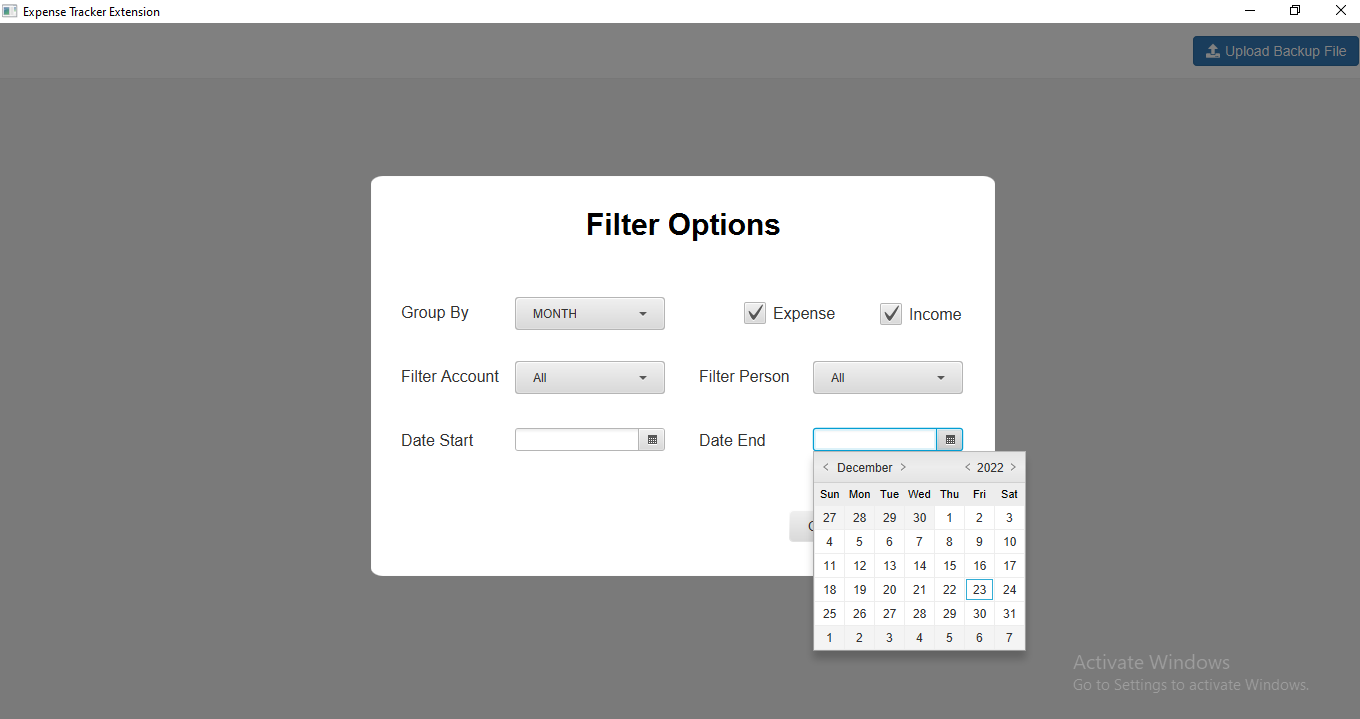 Expense Tracker Extension
Upload Backup File
Filter Options
Group By MONTH Expense Income
Filter Account All Filter Person All
Date Start Date End
< December > < 2022 >
Sun Mon Tue Wed Thu Fri Sat
27 28 29 30 1 2 3
4 5 6 7 8 9 10
11 12 13 14 15 16 17
18 19 20 21 22 23 24
25 26 27 28 29 30 31
1 2 3 4 5 6 7
Activate Windows
Go to Settings to activate Windows.